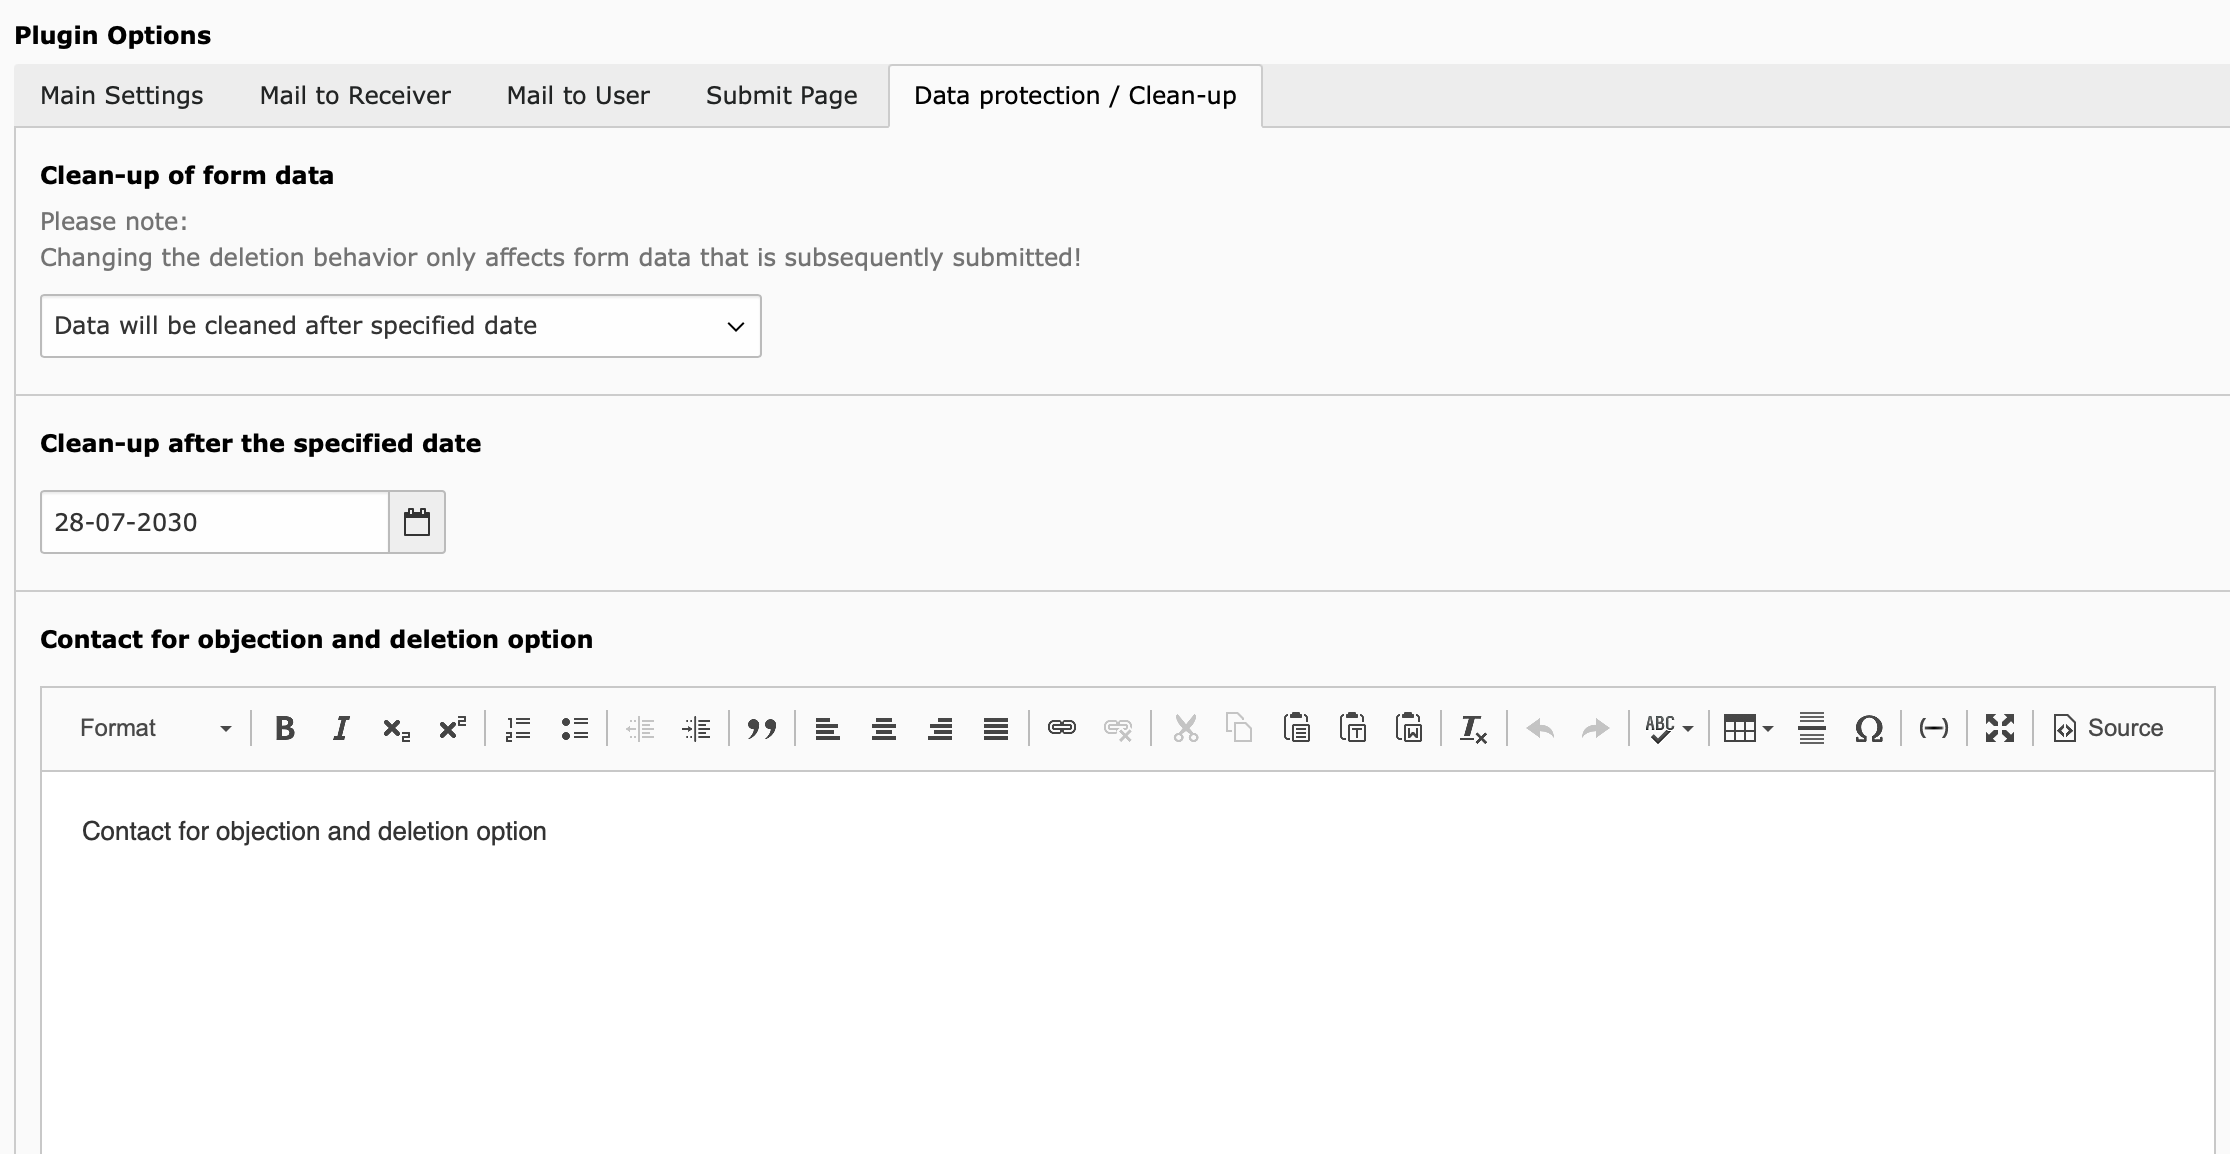 Plugin Options
Main Settings Mail to Receiver Mail to User Submit Page Data protection / Clean-up
Clean-up of form data
Please note:
Changing the deletion behavior only affects form data that is subsequently submitted!
Data will be cleaned after specified date
Clean-up after the specified date
28-07-2030
Contact for objection and deletion option
Format ABC Source
Contact for objection and deletion option